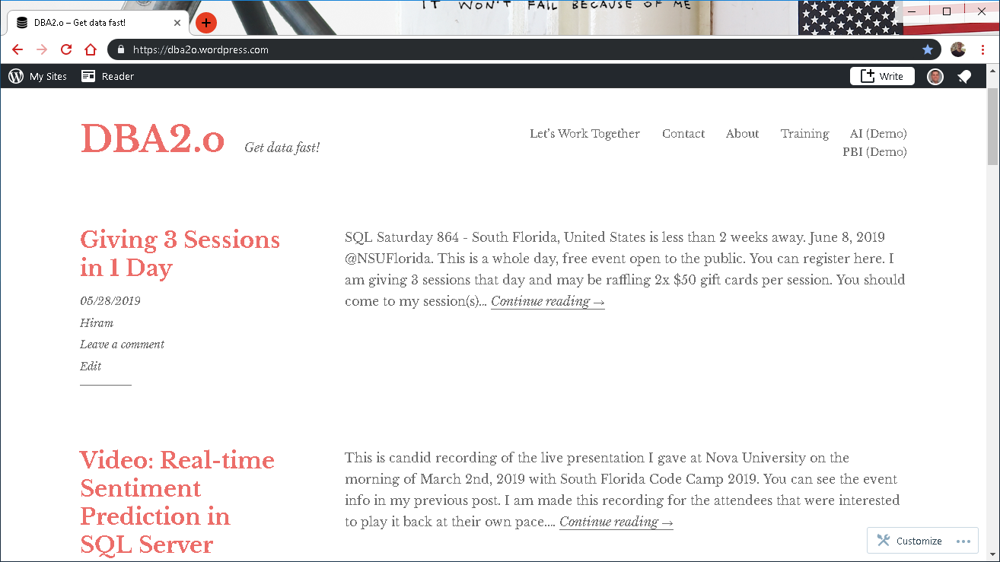 IT WON'T FAIL BECAUSE OF ME
DBA2.o – Get data fast!
https://dba2o.wordpress.com
My Sites
Reader
Write
DBA2.o
Get data fast!
Let's Work Together
Contact
About
Training
AI (Demo)
PBI (Demo)
Giving 3 Sessions
in 1 Day
05/28/2019
Hiram
Leave a comment
Edit
SQL Saturday 864 - South Florida, United States is less than 2 weeks away. June 8, 2019
@NSUFlorida. This is a whole day, free event open to the public. You can register here. I
am giving 3 sessions that day and may be raffling 2x $50 gift cards per session. You should
come to my session(s)... Continue reading →
Video: Real-time
Sentiment
Prediction in
SQL Server
This is candid recording of the live presentation I gave at Nova University on the
morning of March 2nd, 2019 with South Florida Code Camp 2019. You can see the event
info in my previous post. I am made this recording for the attendees that were interested
to play it back at their own pace.... Continue reading →
Customize